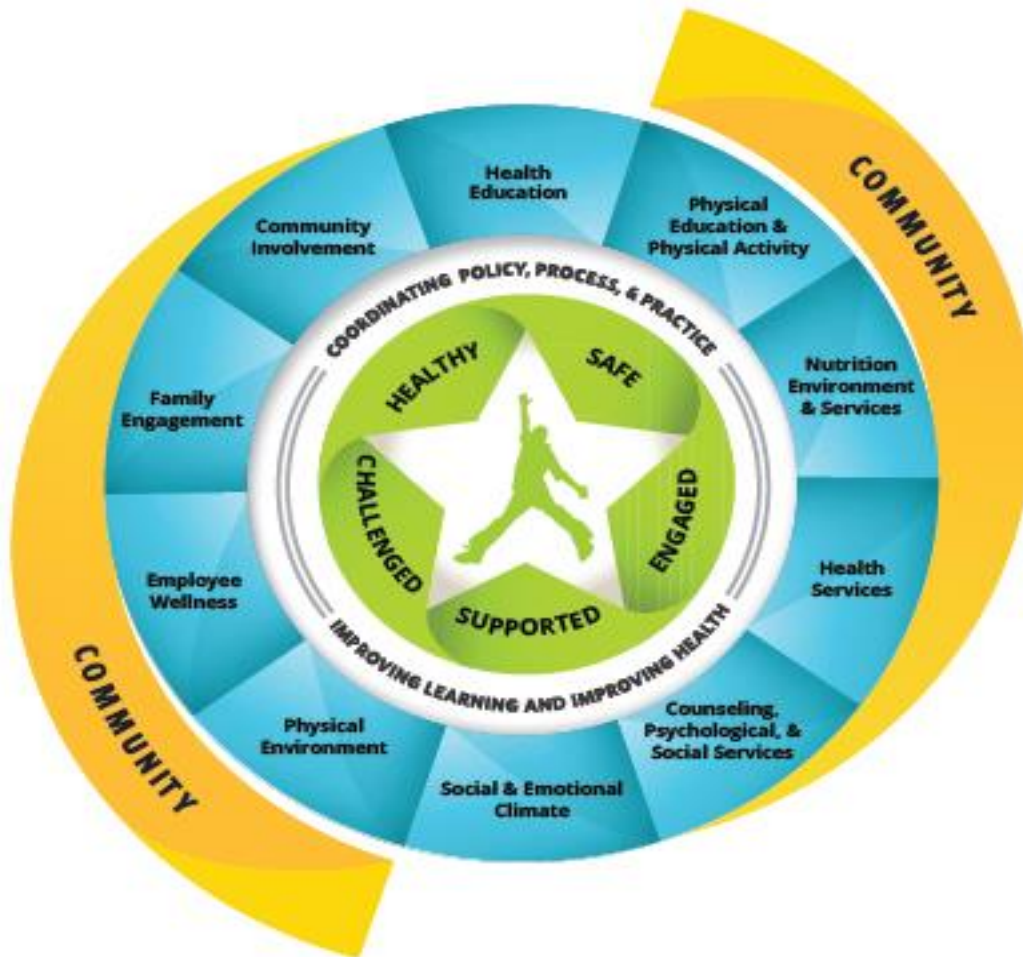 COMMUNITY
Health
Education
Physical
Education &
Physical Activity
Nutrition
Environment
& Services
Health
Services
Counseling,
Psychological, &
Social Services
Social & Emotional
Climate
Physical
Environment
Employee
Wellness
Family
Engagement
Community
Involvement
COORDINATING POLICY, PROCESS, & PRACTICE
IMPROVING LEARNING AND IMPROVING HEALTH
HEALTHY
SAFE
ENGAGED
SUPPORTED
CHALLENGED
COMMUNITY